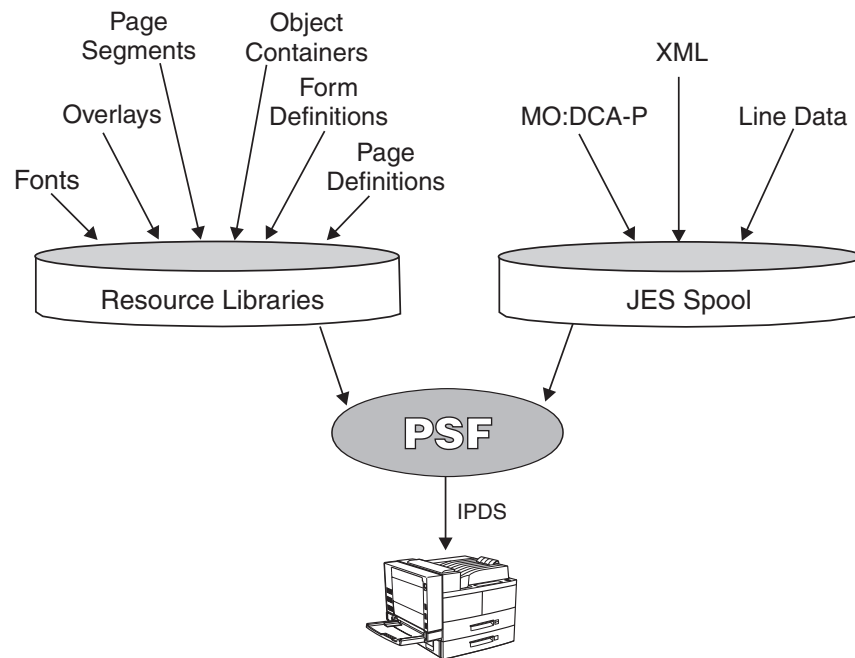 Page
Segments
Object
Containers
Overlays
Form
Definitions
Fonts
Page
Definitions
XML
MO:DCA-P
Line Data
Resource Libraries
JES Spool
PSF
IPDS